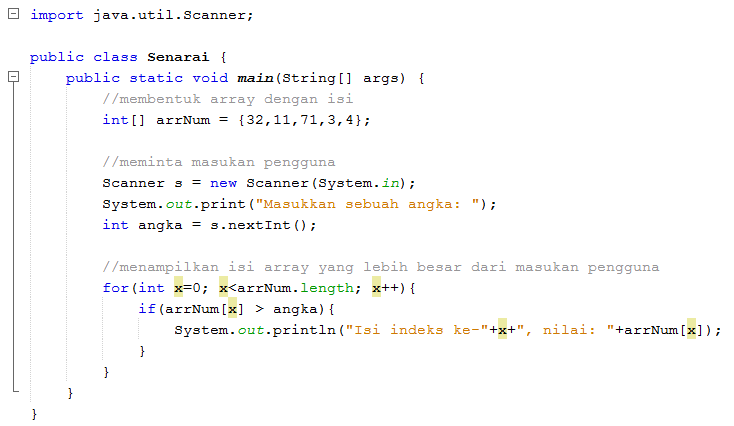 import java.util.Scanner;
public class Senarai {
public static void main(String[] args) {
//membentuk array dengan isi
int[] arrNum = {32,11,71,3,4};
//meminta masukan pengguna
Scanner s = new Scanner(System.in);
System.out.print("Masukkan sebuah angka: ");
int angka = s.nextInt();
//menampilkan isi array yang lebih besar dari masukan pengguna
for(int x=0; x<arrNum.length; x++){
if(arrNum[x] > angka){
System.out.println("Isi indeks ke-"+x+", nilai: "+arrNum[x]);
}
}
}
}